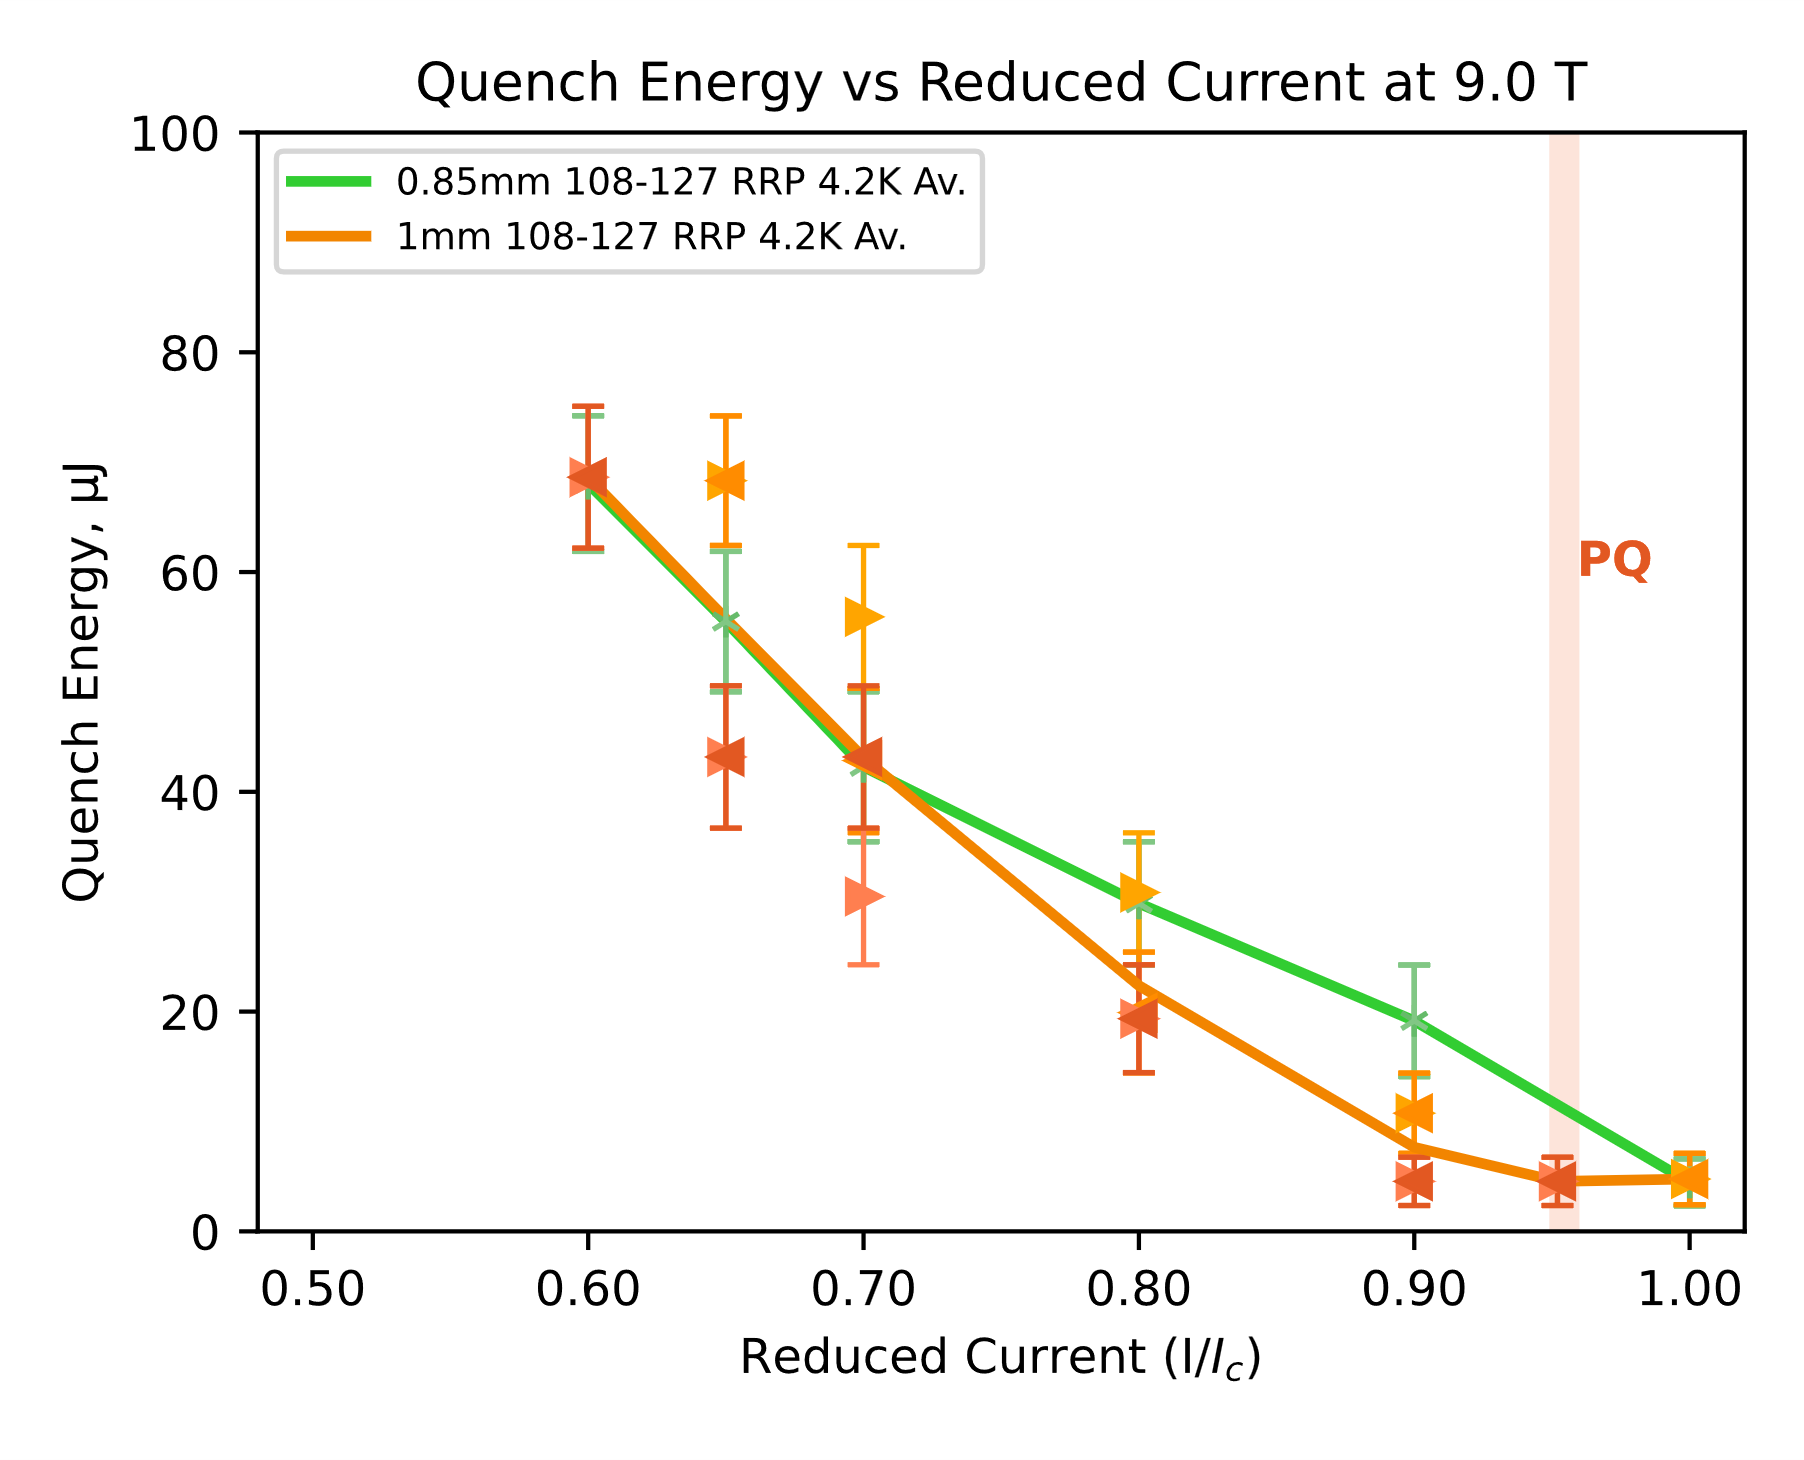 Quench Energy vs Reduced Current at 9.0 T
100
80
60
40
20
0
Quench Energy, μJ
0.85mm 108-127 RRP 4.2K Av.
1mm 108-127 RRP 4.2K Av.
PQ
0.50 0.60 0.70 0.80 0.90 1.00
Reduced Current (I/I_c)